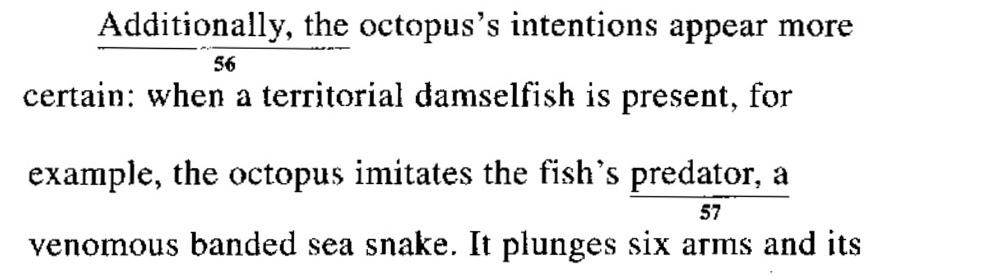 Additionally, the octopus's intentions appear more
56
certain: when a territorial damselfish is present, for
example, the octopus imitates the fish's predator, a
57
venomous banded sea snake. It plunges six arms and its